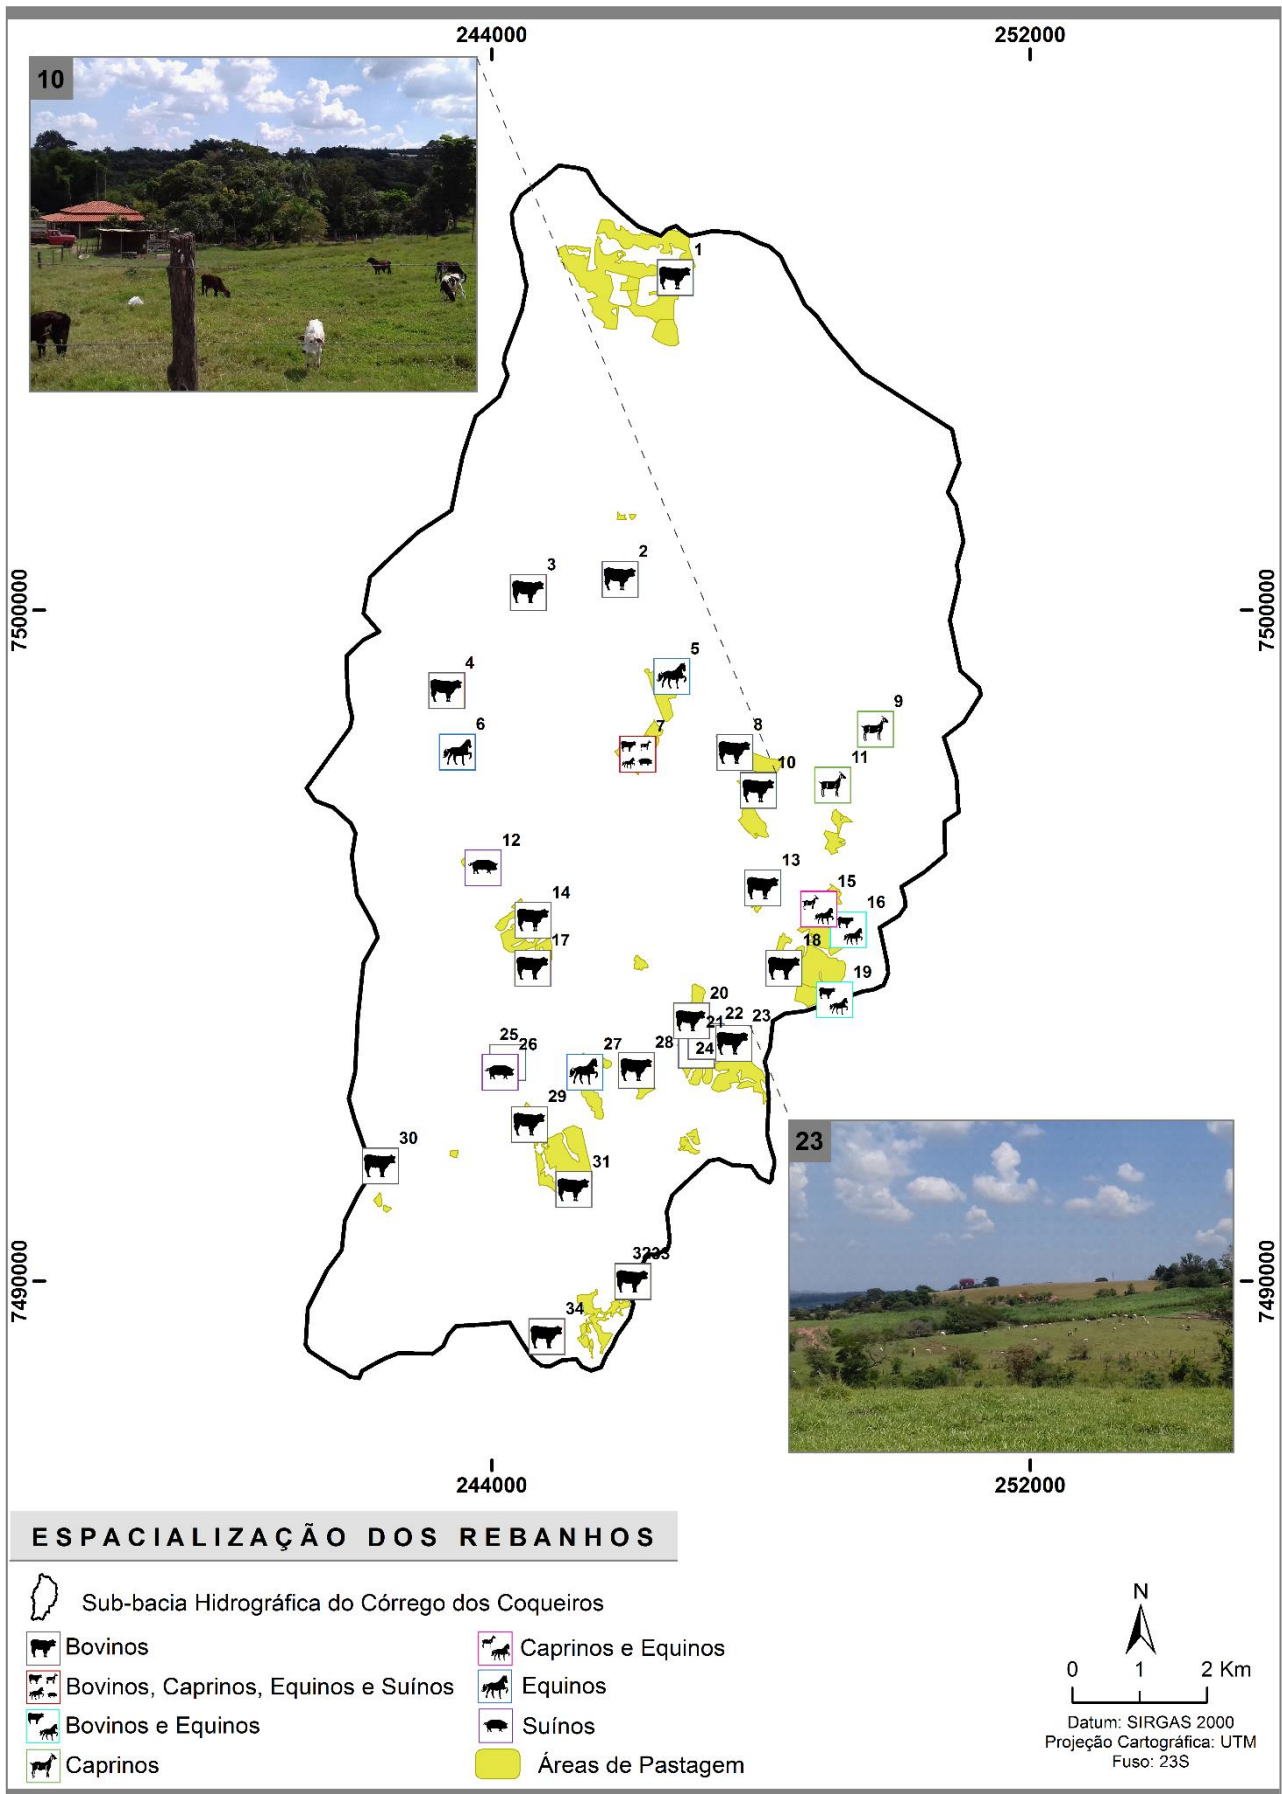 244000
252000
10
1
2
3
7500000
7500000
4
5
6
7
8
9
10
11
12
13
14
15
16
17
18
19
20
21
22
23
24
25
26
27
28
29
30
31
23
32
33
7490000
7490000
34
244000
252000
ESPACIALIZAÇÃO DOS REBANHOS
Sub-bacia Hidrográfica do Córrego dos Coqueiros
Bovinos
Bovinos, Caprinos, Equinos e Suínos
Bovinos e Equinos
Caprinos
Caprinos e Equinos
Equinos
Suínos
Áreas de Pastagem
N
0 1 2 Km
Datum: SIRGAS 2000
Projeção Cartográfica: UTM
Fuso: 23S